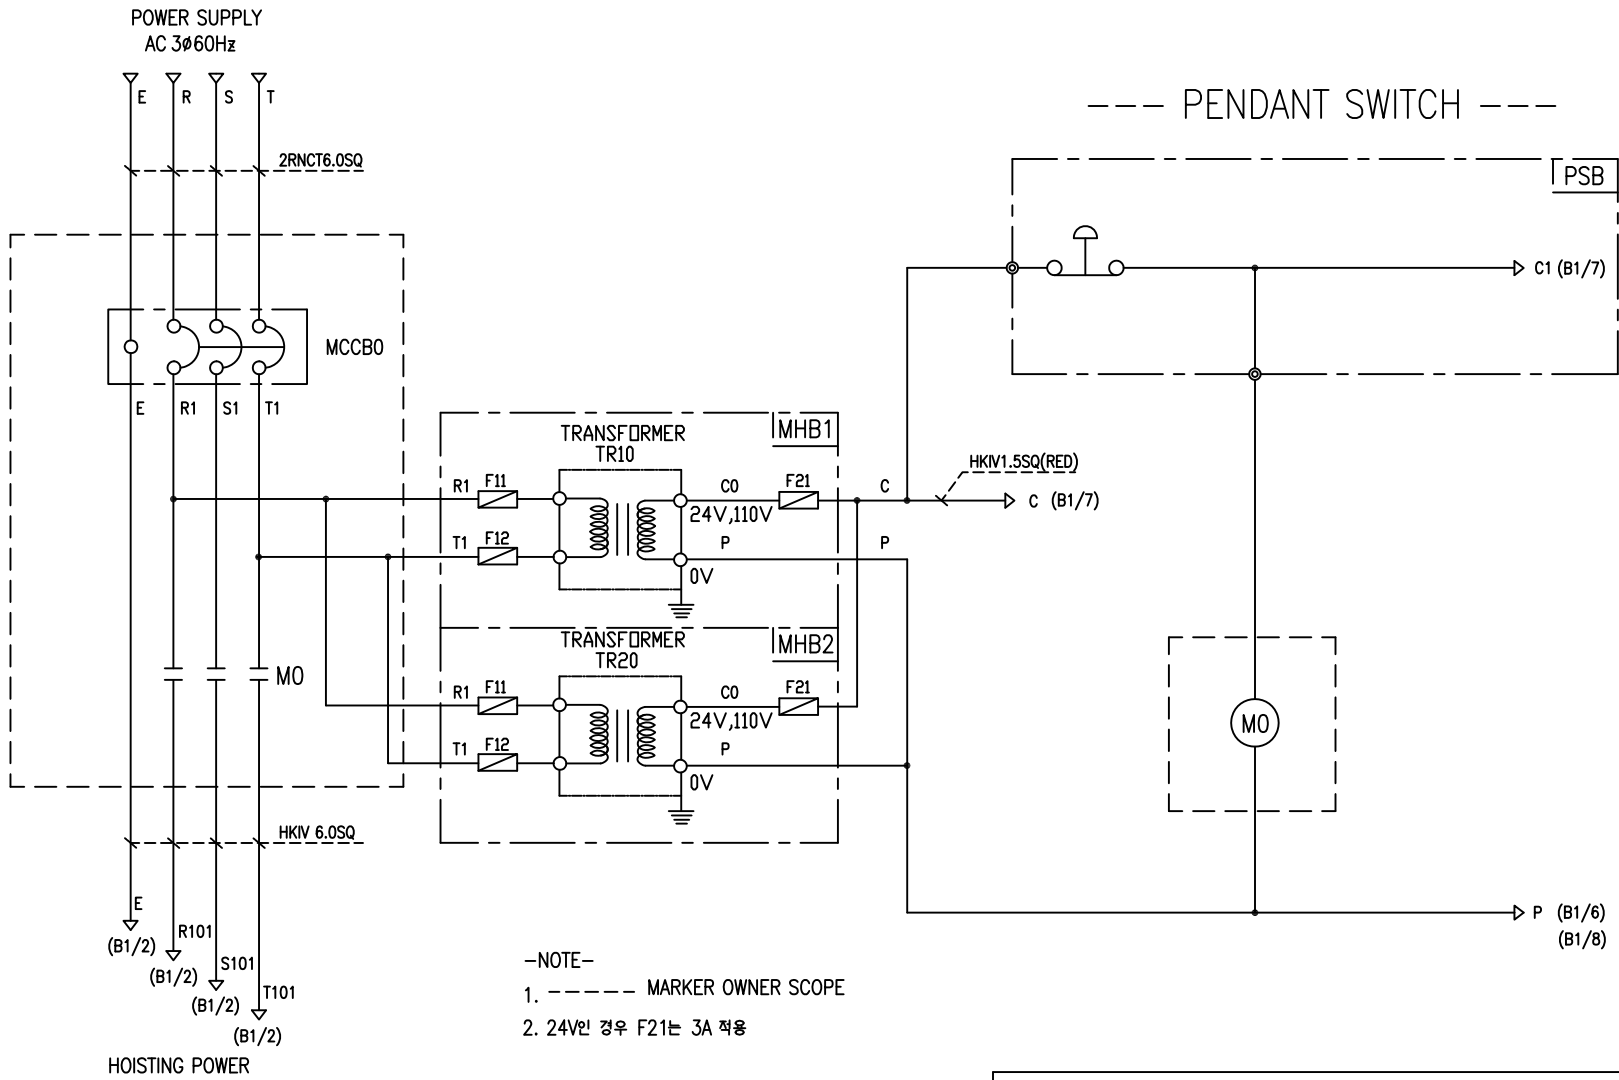 POWER SUPPLY
AC 3ø60Hz
E R S T
2RNCT6.0SQ
--- PENDANT SWITCH ---
PSB
C1 (B1/7)
MCCB0
E R1 S1 T1
MHB1
TRANSFORMER
TR10
R1 F11
C0 F21 C
24V,110V
HKIV1.5SQ(RED)
C (B1/7)
T1 F12
P P
0V
MHB2
TRANSFORMER
TR20
M0
R1 F11
C0 F21
24V,110V
T1 F12
P
0V
M0
HKIV 6.0SQ
E
(B1/2)
R101
(B1/2)
S101
(B1/2)
T101
(B1/2)
HOISTING POWER
P (B1/6)
(B1/8)
-NOTE-
1. ------ MARKER OWNER SCOPE
2. 24V인 경우 F21는 3A 적용